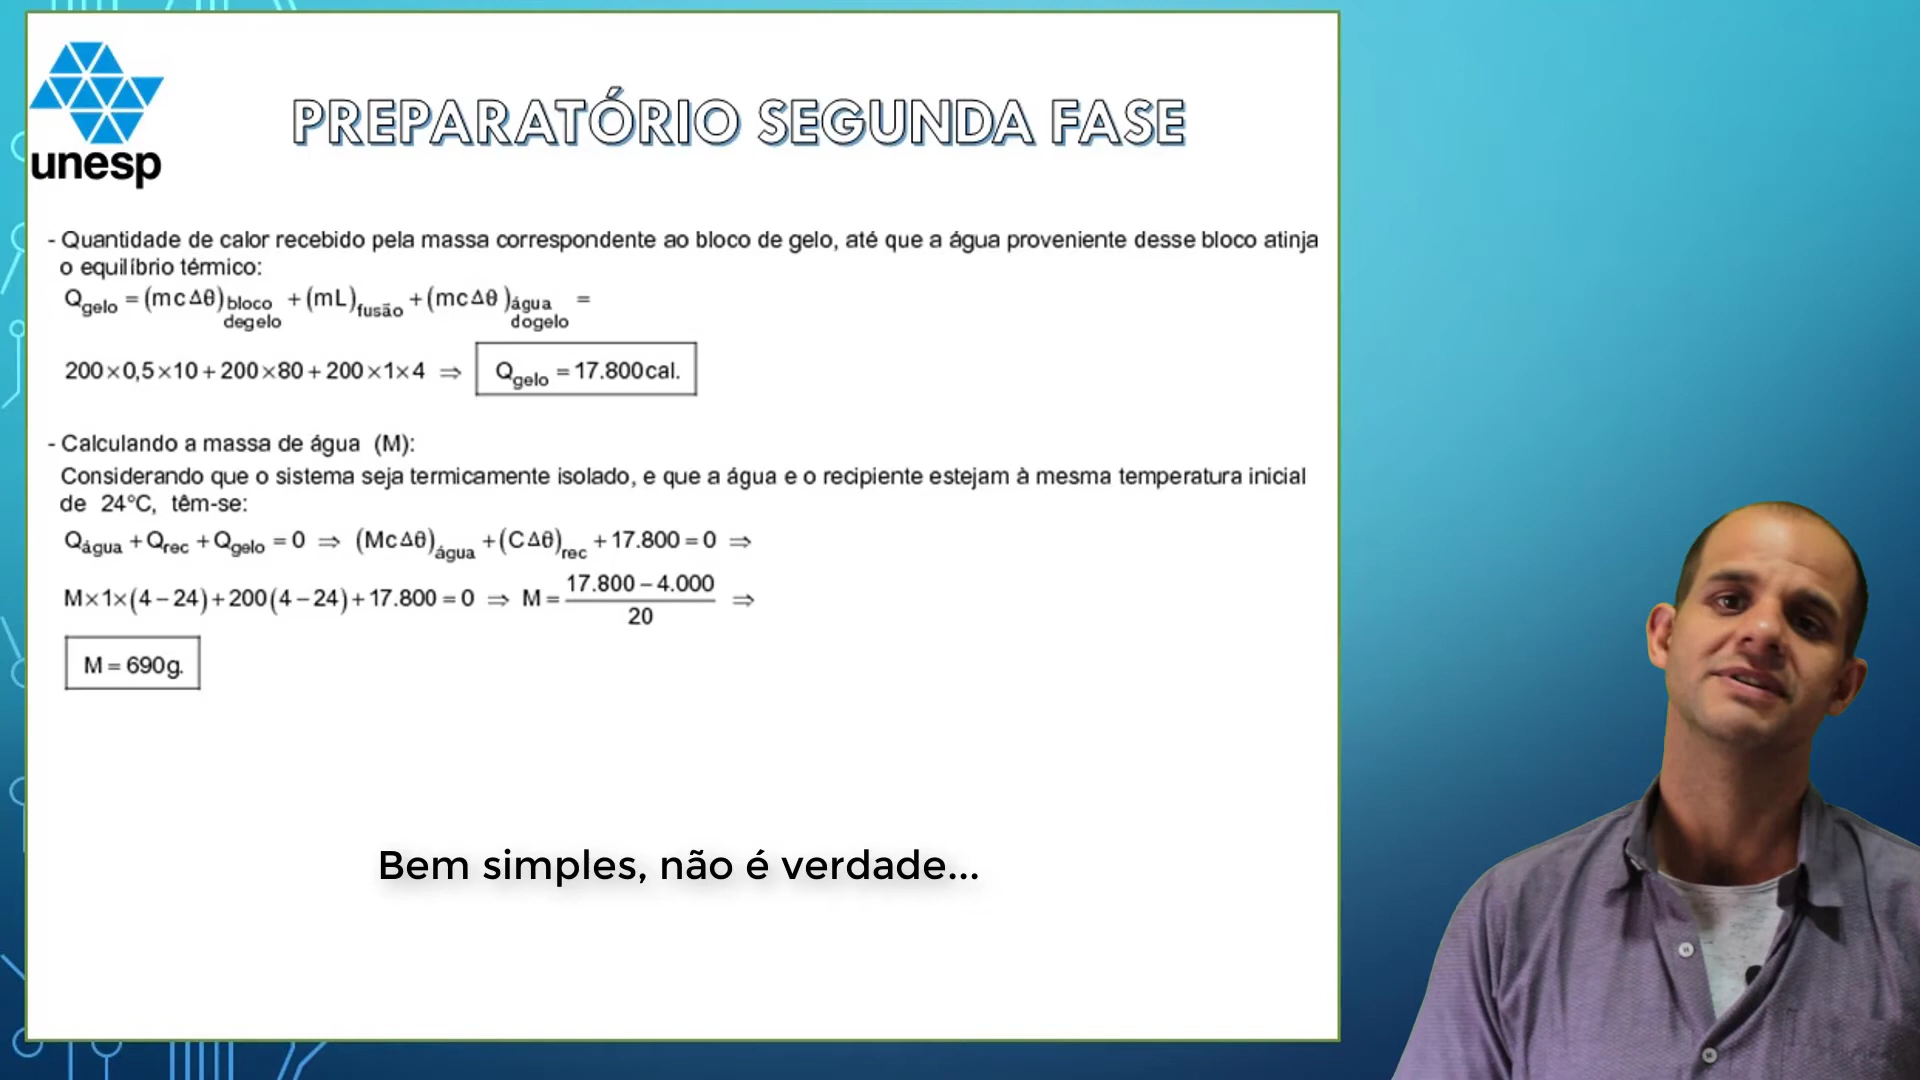 unesp
PREPARATÓRIO SEGUNDA FASE
- Quantidade de calor recebido pela massa correspondente ao bloco de gelo, até que a água proveniente desse bloco atinja
o equilíbrio térmico:
Qgelo = (mcΔθ)bloco degelo + (mL)fusão + (mcΔθ)água dogelo =
200×0,5×10 + 200×80 + 200×1×4 ⇒ Qgelo = 17.800cal.
- Calculando a massa de água (M):
Considerando que o sistema seja termicamente isolado, e que a água e o recipiente estejam à mesma temperatura inicial
de 24°C, têm-se:
Qágua + Qrec + Qgelo = 0 ⇒ (McΔθ)água + (CΔθ)rec + 17.800 = 0 ⇒
M×1×(4 – 24) + 200(4 – 24) + 17.800 = 0 ⇒ M = 17.800 – 4.000 / 20 ⇒
M = 690g.
Bem simples, não é verdade...